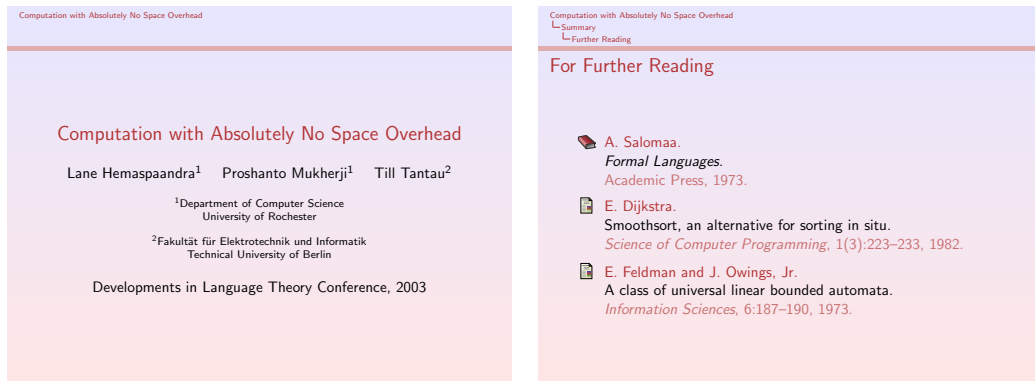 Computation with Absolutely No Space Overhead
Computation with Absolutely No Space Overhead
Lane Hemaspaandra1 Proshanto Mukherji1 Till Tantau2
1Department of Computer Science
University of Rochester
2Fakultät für Elektrotechnik und Informatik
Technical University of Berlin
Developments in Language Theory Conference, 2003
Computation with Absolutely No Space Overhead
Summary
Further Reading
For Further Reading
A. Salomaa.
Formal Languages.
Academic Press, 1973.
E. Dijkstra.
Smoothsort, an alternative for sorting in situ.
Science of Computer Programming, 1(3):223–233, 1982.
E. Feldman and J. Owings, Jr.
A class of universal linear bounded automata.
Information Sciences, 6:187–190, 1973.